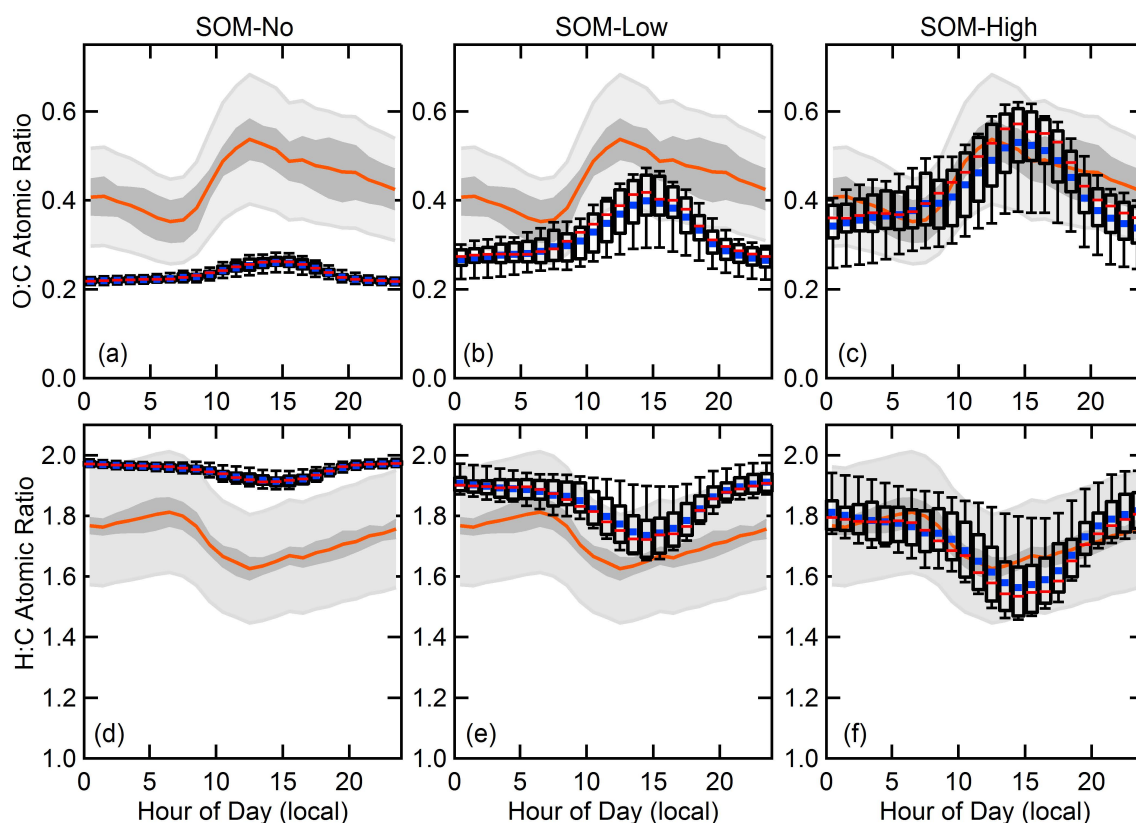 SOM-No SOM-Low SOM-High
O:C Atomic Ratio
0.6 0.6 0.6
0.4 0.4 0.4
0.2 0.2 0.2
(a) (b) (c)
0.0 0.0 0.0
0 5 10 15 20 0 5 10 15 20 0 5 10 15 20
H:C Atomic Ratio
2.0 2.0 2.0
1.8 1.8 1.8
1.6 1.6 1.6
1.4 1.4 1.4
1.2 1.2 1.2
(d) (e) (f)
1.0 1.0 1.0
0 5 10 15 20 0 5 10 15 20 0 5 10 15 20
Hour of Day (local) Hour of Day (local) Hour of Day (local)